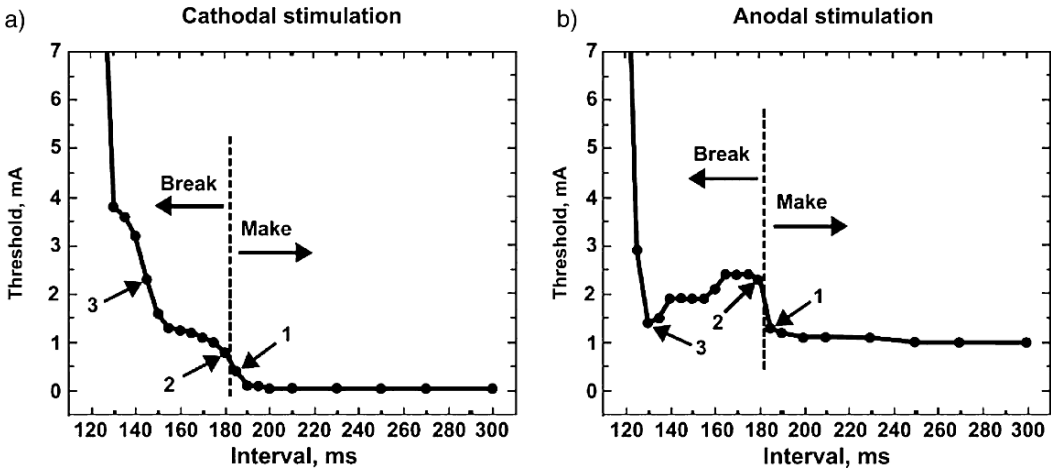 a)
Cathodal stimulation
7
6
5
4
3
2
1
0
Threshold, mA
Break
Make
3
2
1
120 140 160 180 200 220 240 260 280 300
Interval, ms
b)
Anodal stimulation
7
6
5
4
3
2
1
0
Threshold, mA
Break
Make
1
2
3
120 140 160 180 200 220 240 260 280 300
Interval, ms